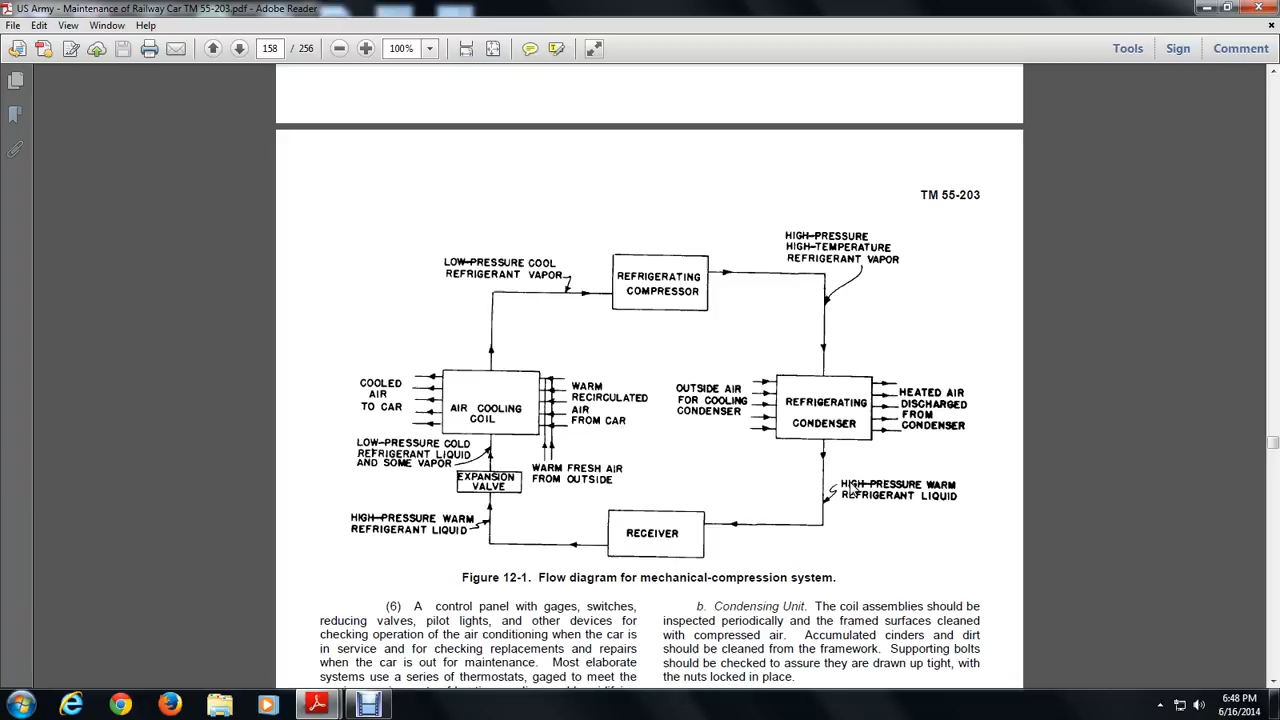 US Army - Maintenance of Railway Car TM 55-203.pdf - Adobe Reader
File Edit View Window Help
158 / 256 100% Tools Sign Comment
TM 55-203
HIGH-PRESSURE
HIGH-TEMPERATURE
REFRIGERANT VAPOR
LOW-PRESSURE COOL
REFRIGERANT VAPOR
REFRIGERATING
COMPRESSOR
COOLED
AIR
TO CAR
AIR COOLING
COIL
WARM
RECIRCULATED
AIR
FROM CAR
OUTSIDE AIR
FOR COOLING
CONDENSER
REFRIGERATING
CONDENSER
HEATED AIR
DISCHARGED
FROM
CONDENSER
LOW-PRESSURE COLD
REFRIGERANT LIQUID
AND SOME VAPOR
WARM FRESH AIR
FROM OUTSIDE
EXPANSION
VALVE
HIGH-PRESSURE WARM
REFRIGERANT LIQUID
HIGH-PRESSURE WARM
REFRIGERANT LIQUID
RECEIVER
Figure 12-1. Flow diagram for mechanical-compression system.
(6) A control panel with gages, switches,
reducing valves, pilot lights, and other devices for
checking operation of the air conditioning when the car is
in service and for checking replacements and repairs
when the car is out for maintenance. Most elaborate
systems use a series of thermostats, gaged to meet the
b. Condensing Unit. The coil assemblies should be
inspected periodically and the framed surfaces cleaned
with compressed air. Accumulated cinders and dirt
should be cleaned from the framework. Supporting bolts
should be checked to assure they are drawn up tight, with
the nuts locked in place.
6:48 PM
6/16/2014